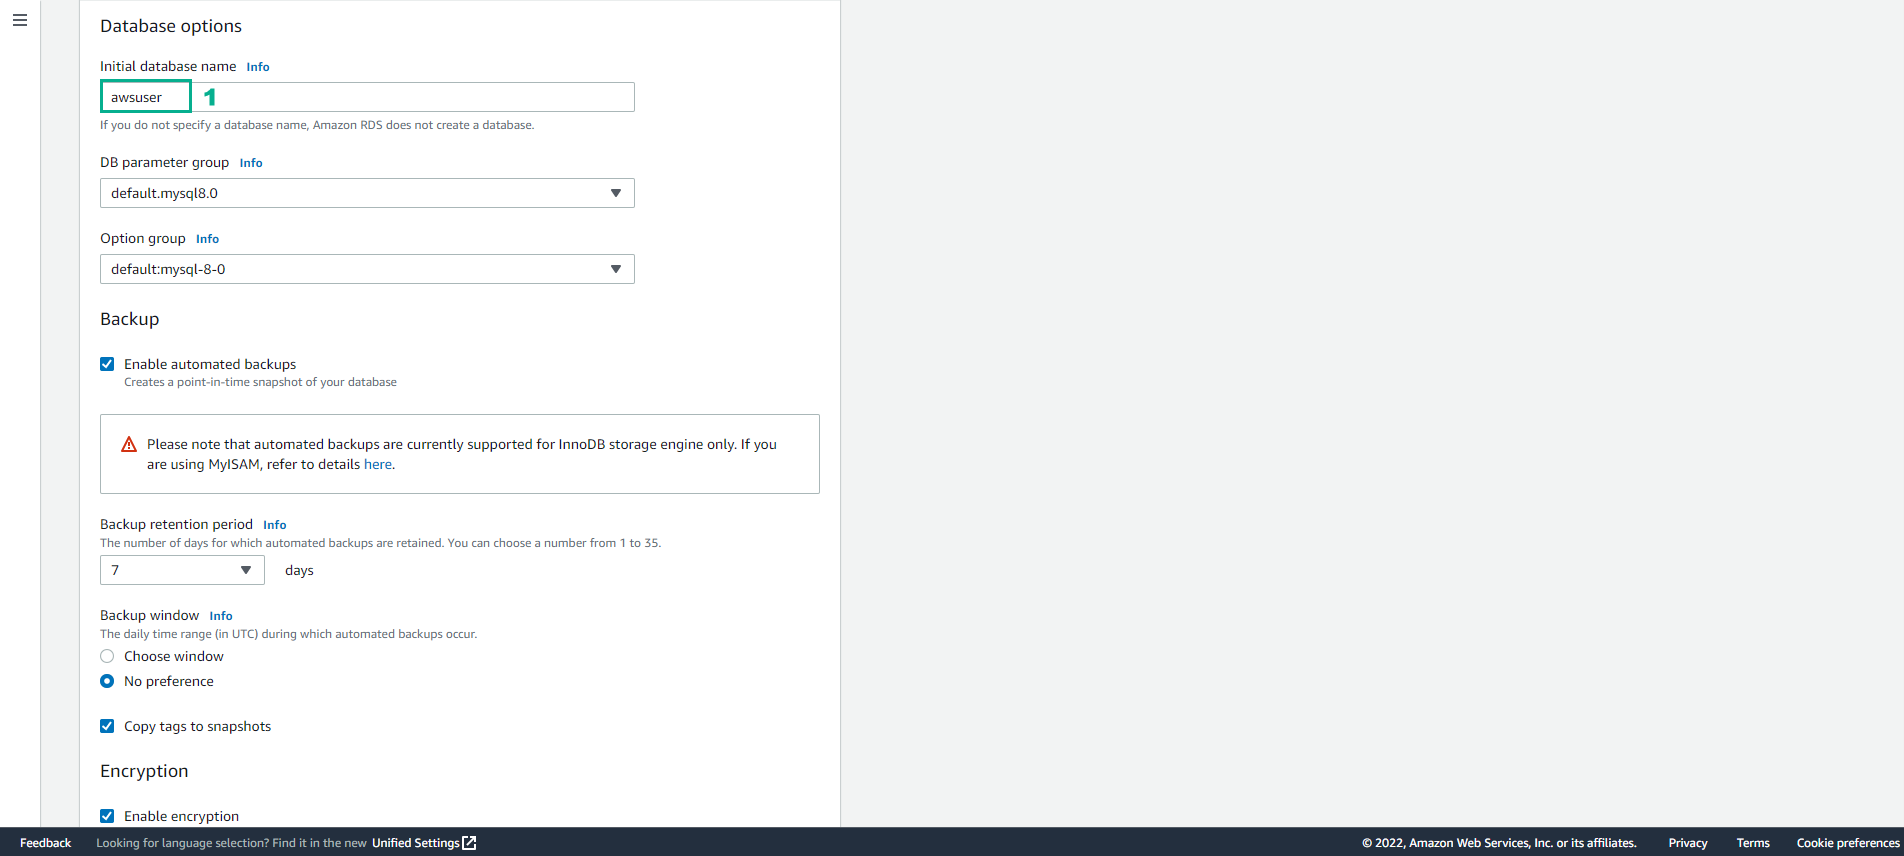 Database options
Initial database name Info
awsuser 1
If you do not specify a database name, Amazon RDS does not create a database.
DB parameter group Info
default.mysql8.0
Option group Info
default:mysql-8-0
Backup
Enable automated backups
Creates a point-in-time snapshot of your database
Please note that automated backups are currently supported for InnoDB storage engine only. If you
are using MyISAM, refer to details here.
Backup retention period Info
The number of days for which automated backups are retained. You can choose a number from 1 to 35.
7 days
Backup window Info
The daily time range (in UTC) during which automated backups occur.
Choose window
No preference
Copy tags to snapshots
Encryption
Enable encryption
Feedback Looking for language selection? Find it in the new Unified Settings © 2022, Amazon Web Services, Inc. or its affiliates. Privacy Terms Cookie preferences